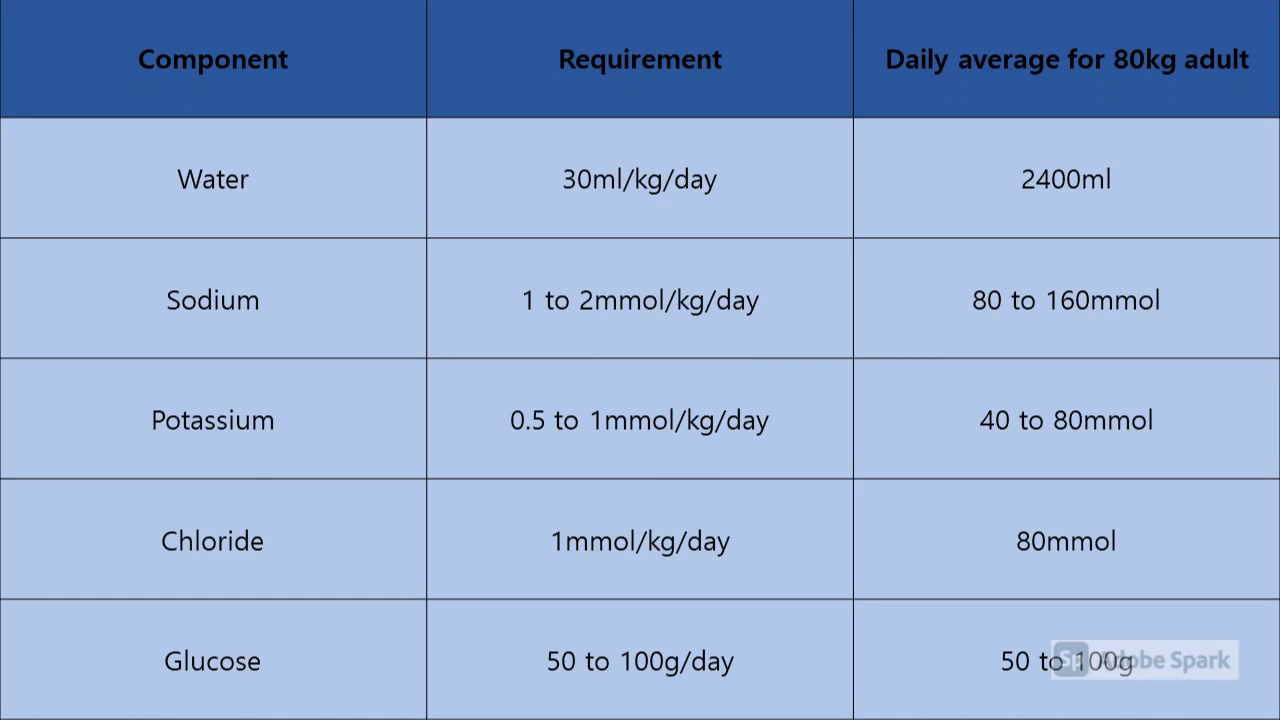 Component Requirement Daily average for 80kg adult
Water 30ml/kg/day 2400ml
Sodium 1 to 2mmol/kg/day 80 to 160mmol
Potassium 0.5 to 1mmol/kg/day 40 to 80mmol
Chloride 1mmol/kg/day 80mmol
Glucose 50 to 100g/day 50 to 100g
Sp Adobe Spark